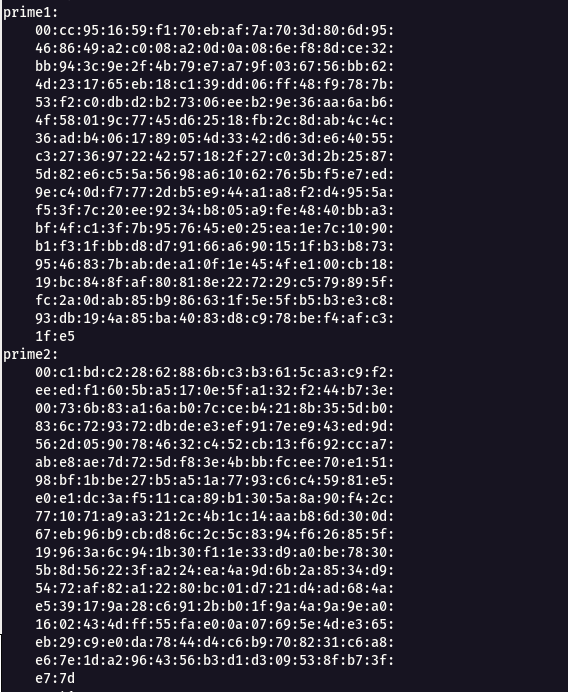 prime1:
00:cc:95:16:59:f1:70:eb:af:7a:70:3d:80:6d:95:
46:86:49:a2:c0:08:a2:0d:0a:08:6e:f8:8d:ce:32:
bb:94:3c:9e:2f:4b:79:e7:a7:9f:03:67:56:bb:62:
4d:23:17:65:eb:18:c1:39:dd:06:ff:48:f9:78:7b:
53:f2:c0:db:d2:b2:73:06:ee:b2:9e:36:aa:6a:b6:
4f:58:01:9c:77:45:d6:25:18:fb:2c:8d:ab:4c:4c:
36:ad:b4:06:17:89:05:4d:33:42:d6:3d:e6:40:55:
c3:27:36:97:22:42:57:18:2f:27:c0:3d:2b:25:87:
5d:82:e6:c5:5a:56:98:a6:10:62:76:5b:f5:e7:ed:
9e:c4:0d:f7:77:2d:b5:e9:44:a1:a8:f2:d4:95:5a:
f5:3f:7c:20:ee:92:34:b8:05:a9:fe:48:40:bb:a3:
bf:4f:c1:3f:7b:95:76:45:e0:25:ea:1e:7c:10:90:
b1:f3:1f:bb:d8:d7:91:66:a6:90:15:1f:b3:b8:73:
95:46:83:7b:ab:de:a1:0f:1e:45:4f:e1:00:cb:18:
19:bc:84:8f:af:80:81:8e:22:72:29:c5:79:89:5f:
fc:2a:0d:ab:85:b9:86:63:1f:5e:5f:b5:b3:e3:c8:
93:db:19:4a:85:ba:40:83:d8:c9:78:be:f4:af:c3:
1f:e5
prime2:
00:c1:bd:c2:28:62:88:6b:c3:b3:61:5c:a3:c9:f2:
ee:ed:f1:60:5b:a5:17:0e:5f:a1:32:f2:44:b7:3e:
00:73:6b:83:a1:6a:b0:7c:ce:b4:21:8b:35:5d:b0:
83:6c:72:93:72:db:de:e3:ef:91:7e:e9:43:ed:9d:
56:2d:05:90:78:46:32:c4:52:cb:13:f6:92:cc:a7:
ab:e8:ae:7d:72:5d:f8:3e:4b:bb:fc:ee:70:e1:51:
98:bf:1b:be:27:b5:a5:1a:77:93:c6:c4:59:81:e5:
e0:e1:dc:3a:f5:11:ca:89:b1:30:5a:8a:90:f4:2c:
77:10:71:a9:a3:21:2c:4b:1c:14:aa:b8:6d:30:0d:
67:eb:96:b9:cb:d8:6c:2c:5c:83:94:f6:26:85:5f:
19:96:3a:6c:94:1b:30:f1:1e:33:d9:a0:be:78:30:
5b:8d:56:22:3f:a2:24:ea:4a:9d:6b:2a:85:34:d9:
54:72:af:82:a1:22:80:bc:01:d7:21:d4:ad:68:4a:
e5:39:17:9a:28:c6:91:2b:b0:1f:9a:4a:9a:9e:a0:
16:02:43:4d:ff:55:fa:e0:0a:07:69:5e:4d:e3:65:
eb:29:c9:e0:da:78:44:d4:c6:b9:70:82:31:c6:a8:
e6:7e:1d:a2:96:43:56:b3:d1:d3:09:53:8f:b7:3f:
e7:7d